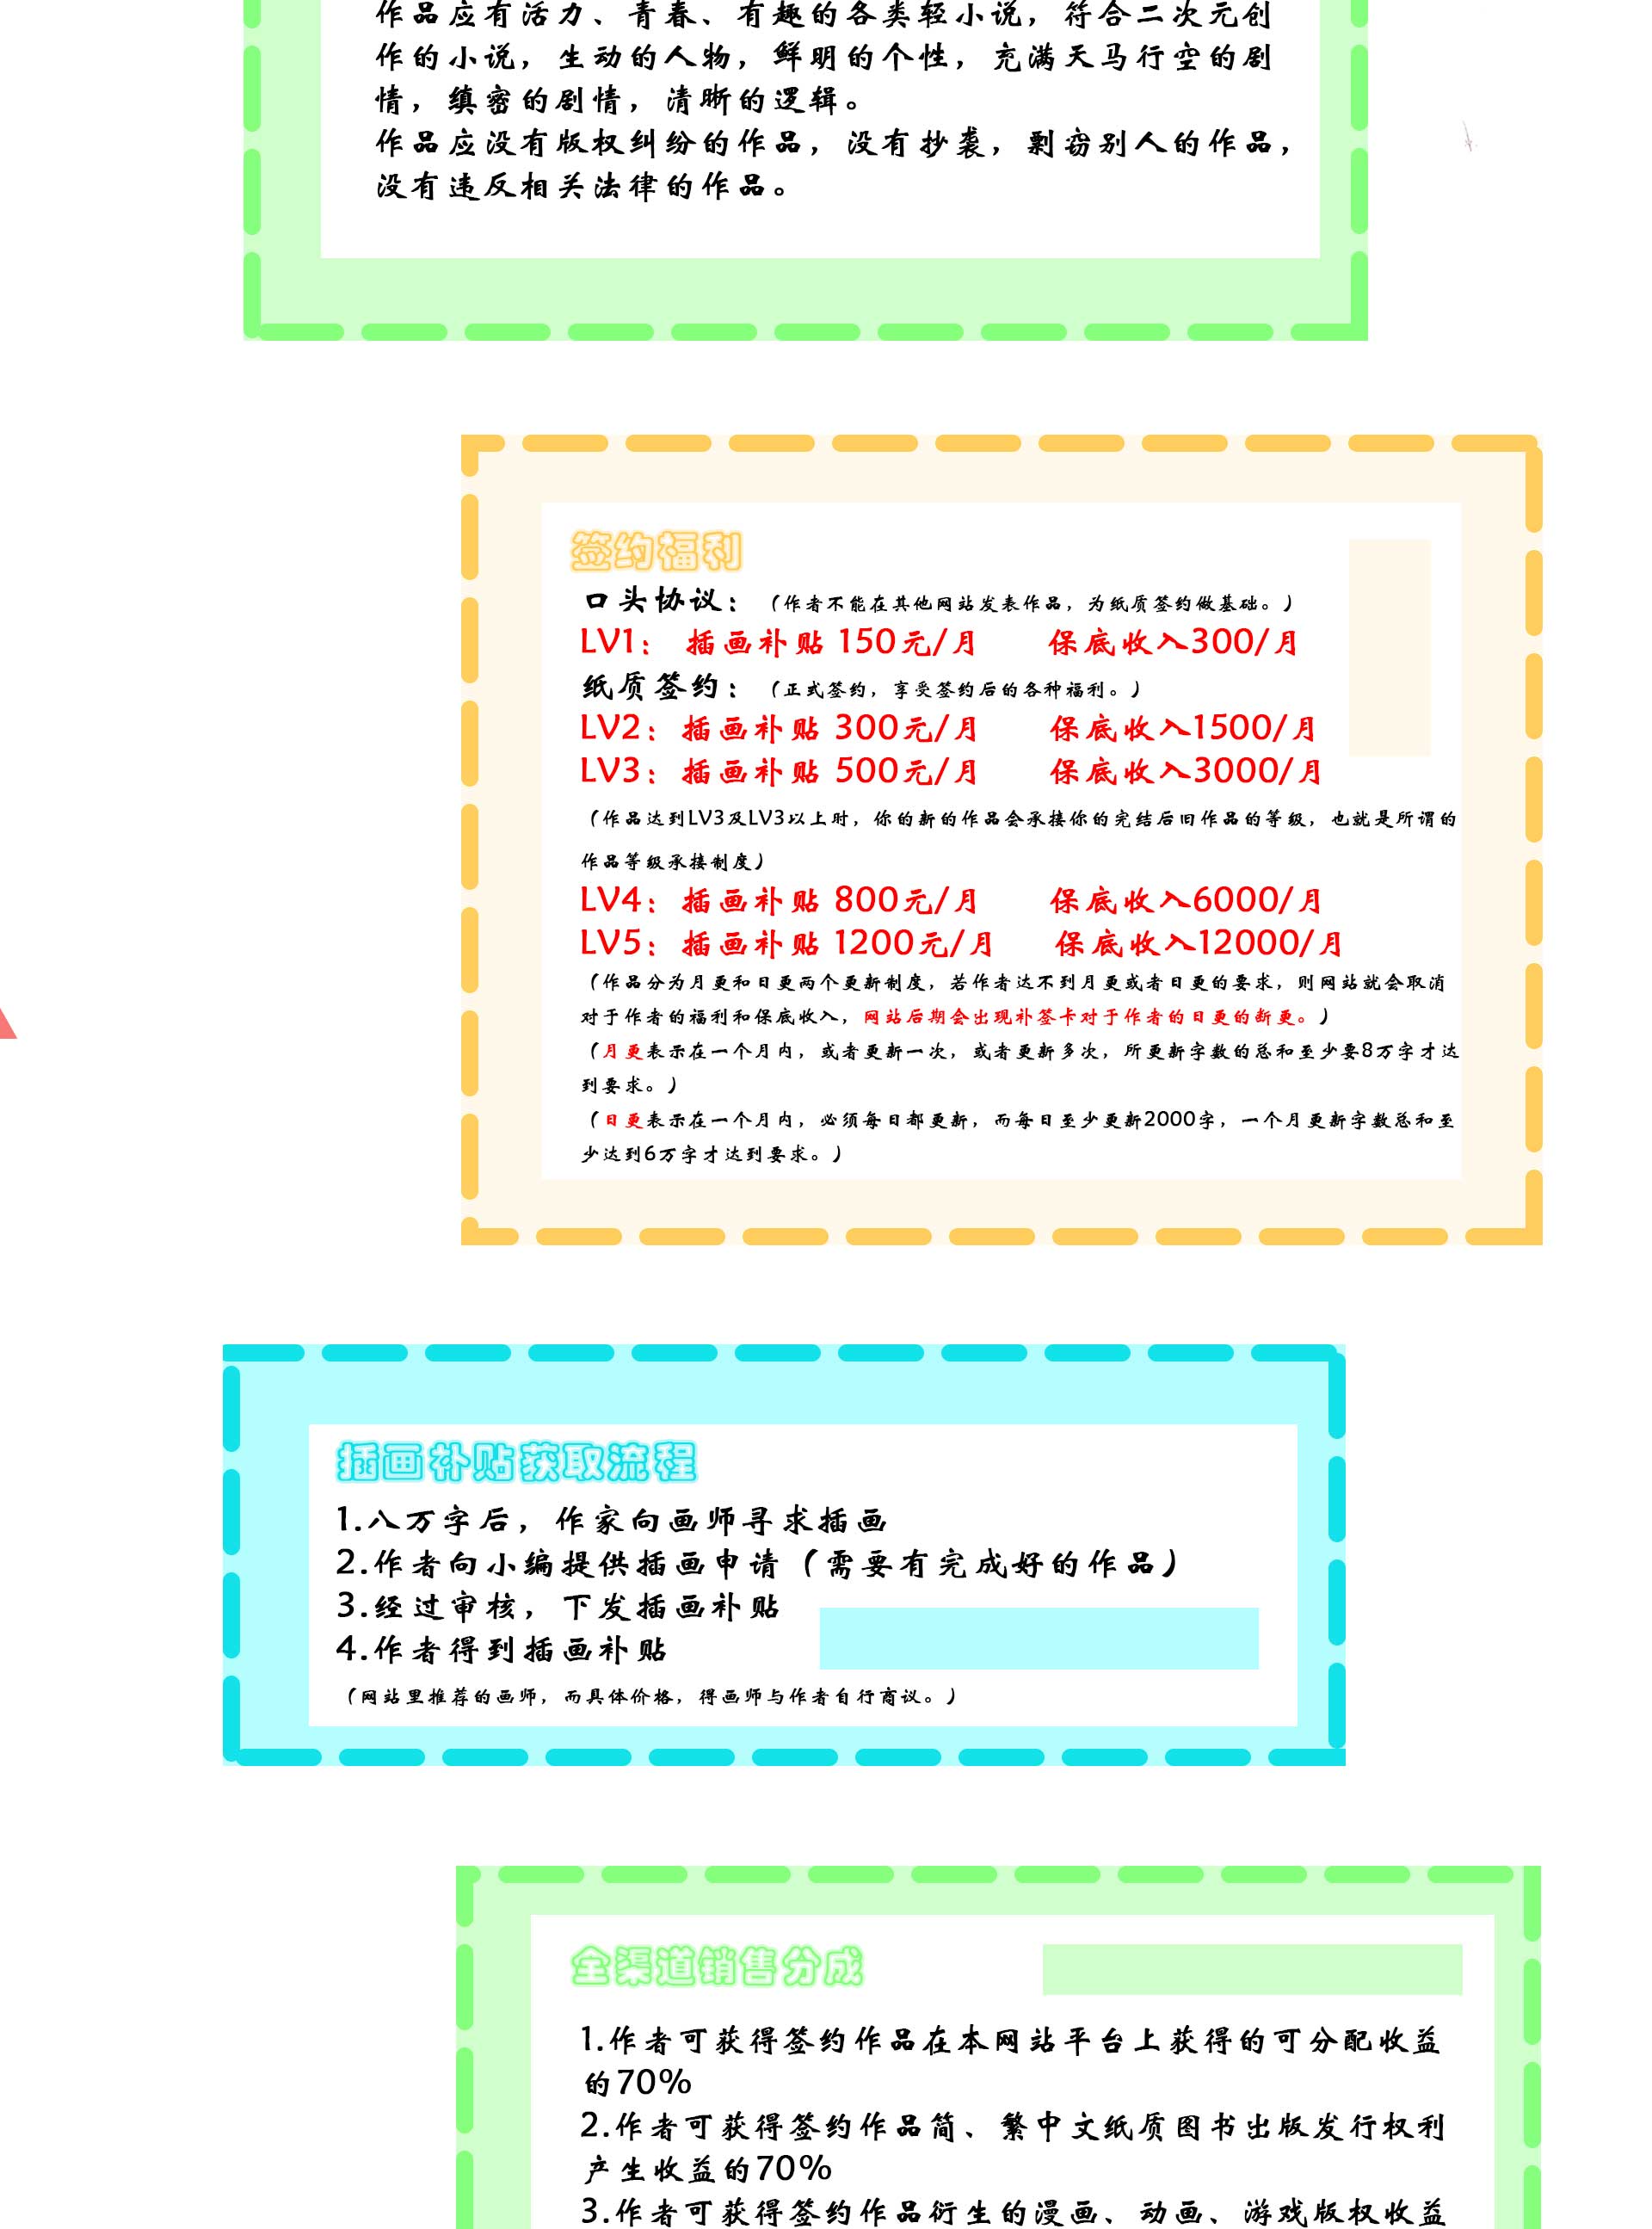 作品应有活力、青春、有趣的各类轻小说，符合二次元创
作的小说，生动的人物，鲜明的个性，充满天马行空的剧
情，缜密的剧情，清晰的逻辑。
作品应没有版权纠纷的作品，没有抄袭，剽窃别人的作品，
没有违反相关法律的作品。
签约福利
口头协议：（作者不能在其他网站发表作品，为纸质签约做基础。）
LV1： 插画补贴 150元/月 保底收入300/月
纸质签约：（正式签约，享受签约后的各种福利。）
LV2：插画补贴 300元/月 保底收入1500/月
LV3：插画补贴 500元/月 保底收入3000/月
（作品达到LV3及LV3以上时，你的新的作品会承接你的完结后旧作品的等级，也就是所谓的
作品等级承接制度）
LV4：插画补贴 800元/月 保底收入6000/月
LV5：插画补贴 1200元/月 保底收入12000/月
（作品分为月更和日更两个更新制度，若作者达不到月更或者日更的要求，则网站就会取消
对于作者的福利和保底收入，网站后期会出现补签卡对于作者的日更的断更。）
（月更表示在一个月内，或者更新一次，或者更新多次，所更新字数的总和至少要8万字才达
到要求。）
（日更表示在一个月内，必须每日都更新，而每日至少更新2000字，一个月更新字数总和至
少达到6万字才达到要求。）
插画补贴获取流程
1.八万字后，作家向画师寻求插画
2.作者向小编提供插画申请（需要有完成好的作品）
3.经过审核，下发插画补贴
4.作者得到插画补贴
（网站里推荐的画师，而具体价格，得画师与作者自行商议。）
全渠道销售分成
1.作者可获得签约作品在本网站平台上获得的可分配收益
的70%
2.作者可获得签约作品简、繁中文纸质图书出版发行权利
产生收益的70%
3.作者可获得签约作品衍生的漫画、动画、游戏版权收益